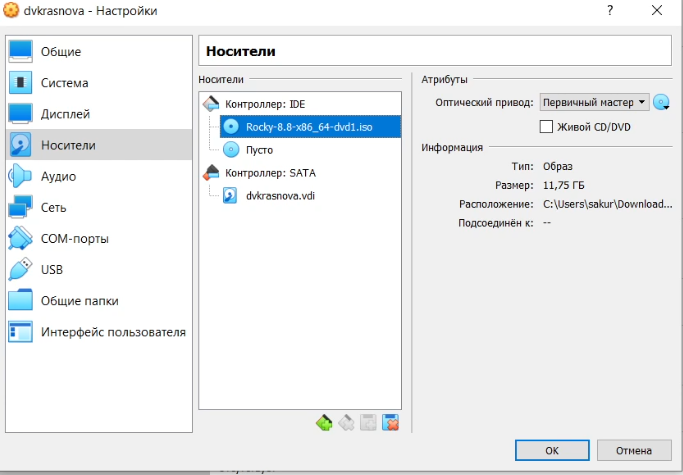 dvkrasnova - Настройки
?
Общие
Система
Дисплей
Носители
Аудио
Сеть
COM-порты
USB
Общие папки
Интерфейс пользователя
Носители
Носители
Контроллер: IDE
Rocky-8.8-x86_64-dvd1.iso
Пусто
Контроллер: SATA
dvkrasnova.vdi
Атрибуты
Оптический привод: Первичный мастер
Живой CD/DVD
Информация
Тип: Образ
Размер: 11,75 ГБ
Расположение: C:\Users\sakur\Download...
Подсоединён к: --
OK
Отмена